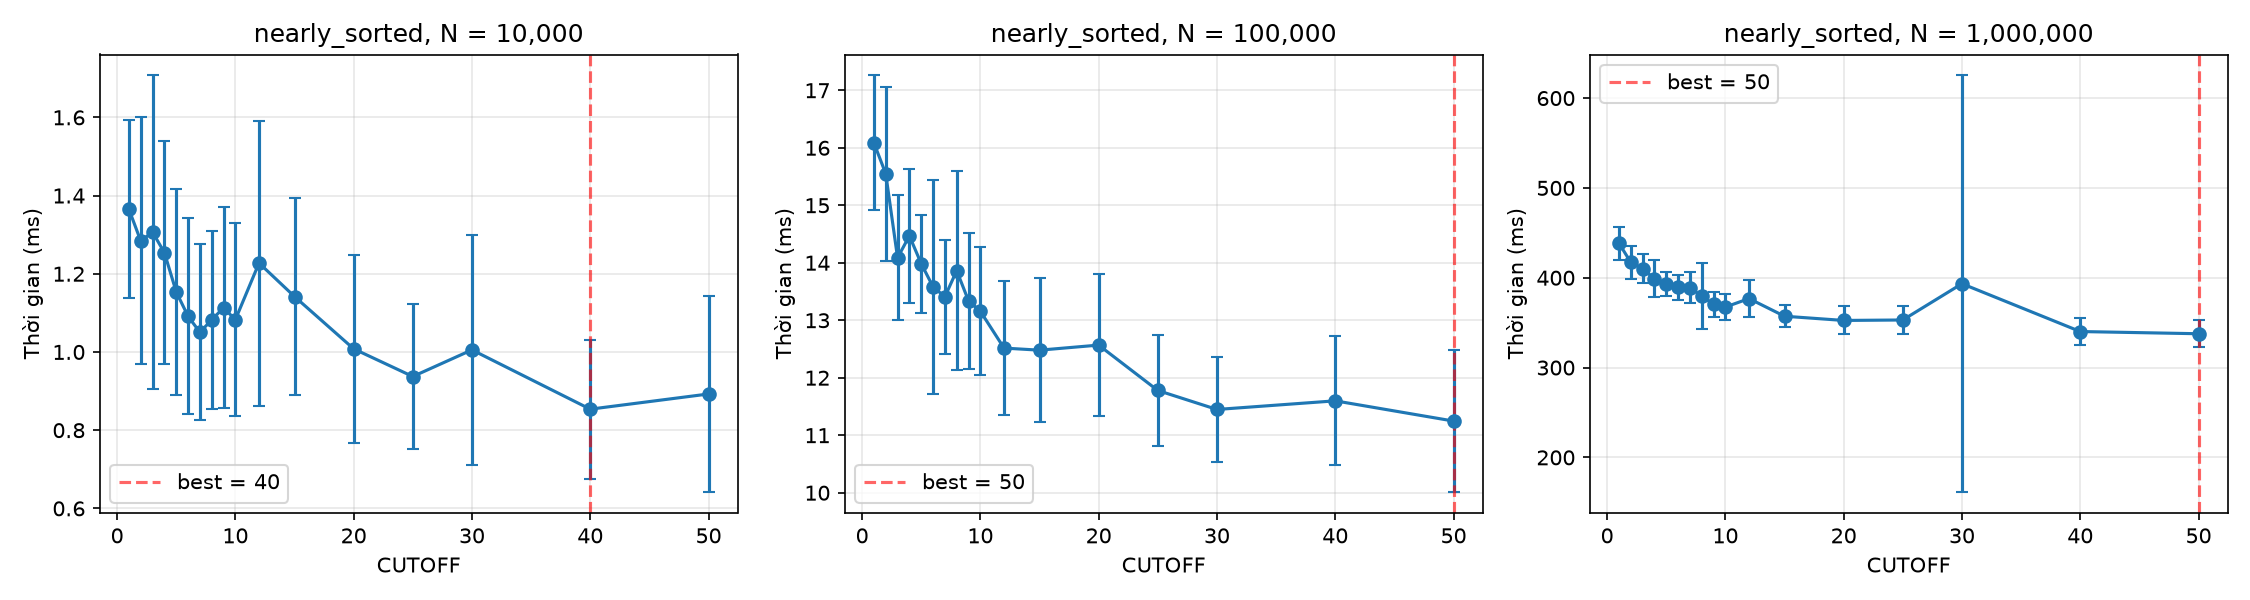 nearly_sorted, N = 10,000
Thời gian (ms)
1.6
1.4
1.2
1.0
0.8
0.6
best = 40
0 10 20 30 40 50
CUTOFF
nearly_sorted, N = 100,000
Thời gian (ms)
17
16
15
14
13
12
11
10
best = 50
0 10 20 30 40 50
CUTOFF
nearly_sorted, N = 1,000,000
Thời gian (ms)
best = 50
600
500
400
300
200
0 10 20 30 40 50
CUTOFF